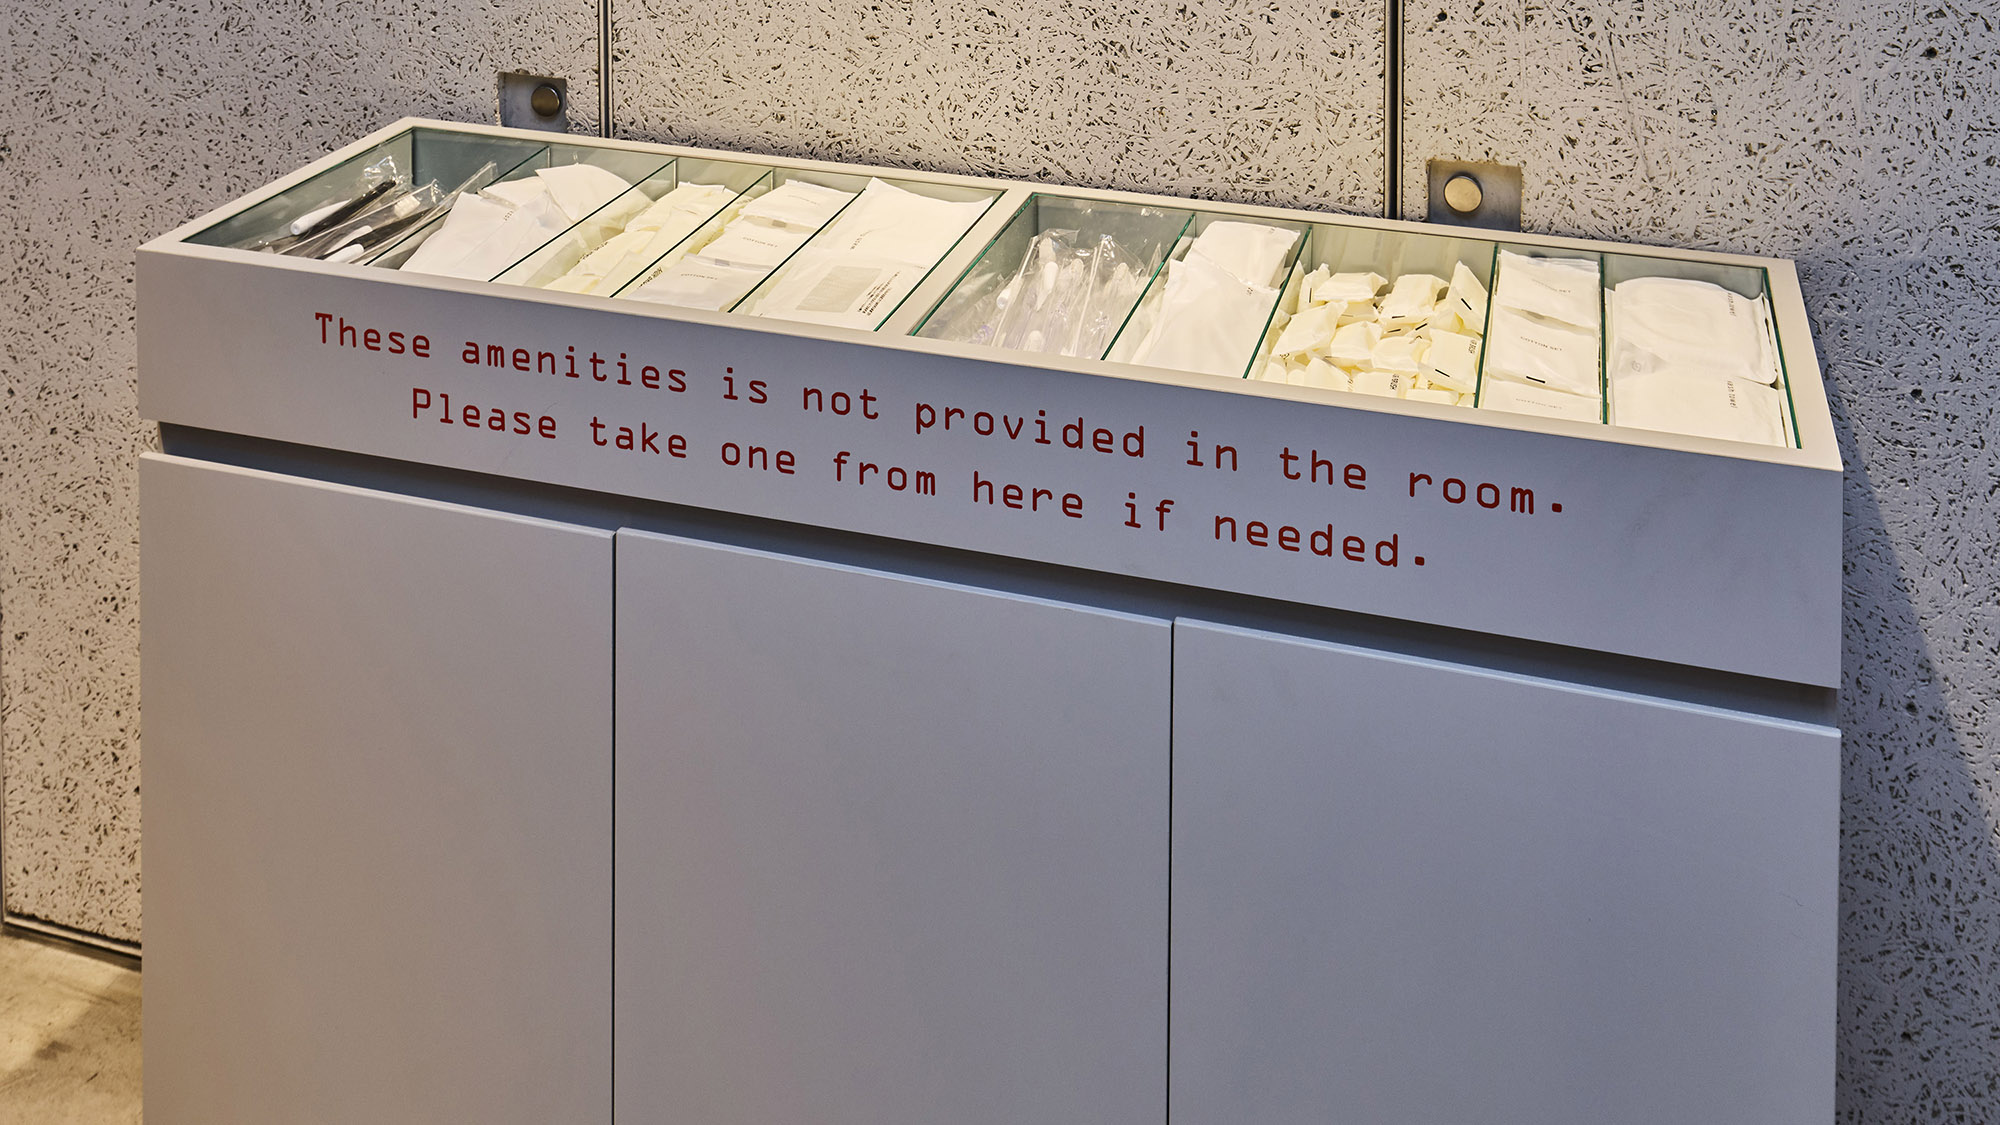 These amenities is not provided in the room.
Please take one from here if needed.